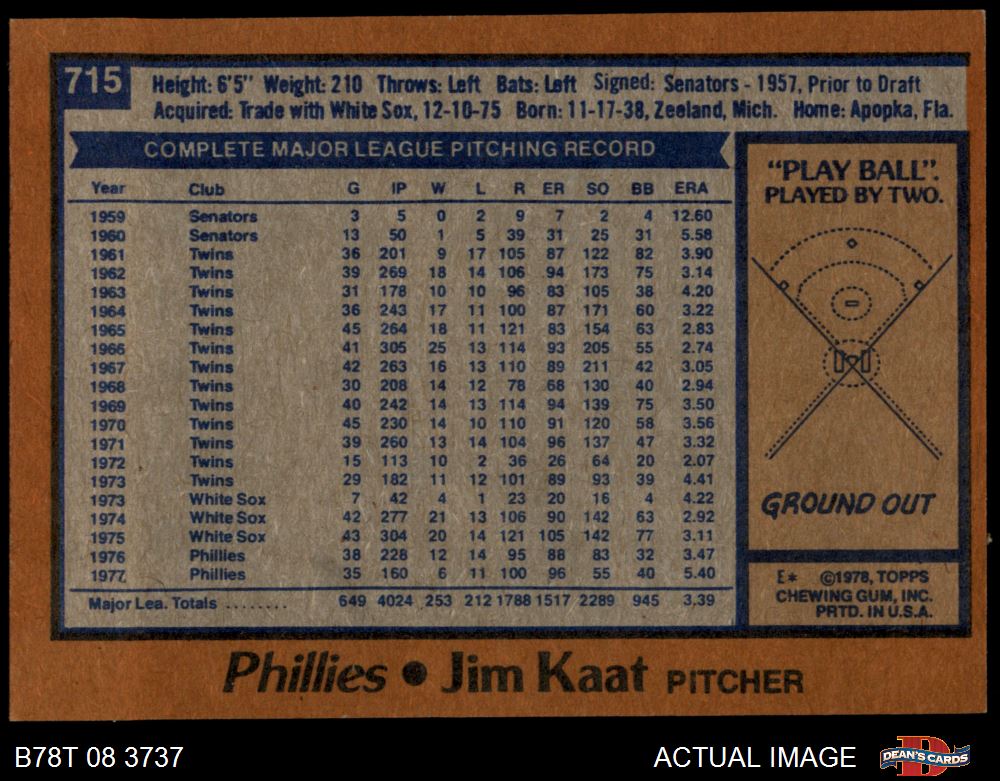 715
Height: 6'5" Weight: 210 Throws: Left Bats: Left Signed: Senators - 1957, Prior to Draft
Acquired: Trade with White Sox, 12-10-75 Born: 11-17-38, Zeeland, Mich. Home: Apopka, Fla.
COMPLETE MAJOR LEAGUE PITCHING RECORD
Year Club G IP W L R ER SO BB ERA
1959 Senators 3 5 0 2 9 7 2 4 12.60
1960 Senators 13 50 1 5 39 31 25 31 5.58
1961 Twins 36 201 9 17 105 87 122 82 3.90
1962 Twins 39 269 18 14 106 94 173 75 3.14
1963 Twins 31 178 10 10 96 83 105 38 4.20
1964 Twins 36 243 17 11 100 87 171 60 3.22
1965 Twins 45 264 18 11 121 83 154 63 2.83
1966 Twins 41 305 25 13 114 93 205 55 2.74
1967 Twins 42 263 16 13 110 89 211 42 3.05
1968 Twins 30 208 14 12 78 68 130 40 2.94
1969 Twins 40 242 14 13 114 94 139 75 3.50
1970 Twins 45 230 14 10 110 91 120 58 3.56
1971 Twins 39 260 13 14 104 96 137 47 3.32
1972 Twins 15 113 10 2 36 26 64 20 2.07
1973 Twins 29 182 11 12 101 89 93 39 4.41
1973 White Sox 7 42 4 1 23 20 16 4 4.22
1974 White Sox 42 277 21 13 106 90 142 63 2.92
1975 White Sox 43 304 20 14 121 105 142 77 3.11
1976 Phillies 38 228 12 14 95 88 83 32 3.47
1977 Phillies 35 160 6 11 100 96 55 40 5.40
Major Lea. Totals ........ 649 4024 253 212 1788 1517 2289 945 3.39
"PLAY BALL".
PLAYED BY TWO.
GROUND OUT
E* ©1978, TOPPS
CHEWING GUM, INC.
PRTD. IN U.S.A.
Phillies • Jim Kaat PITCHER
B78T 08 3737
ACTUAL IMAGE
DEAN'S CARDS